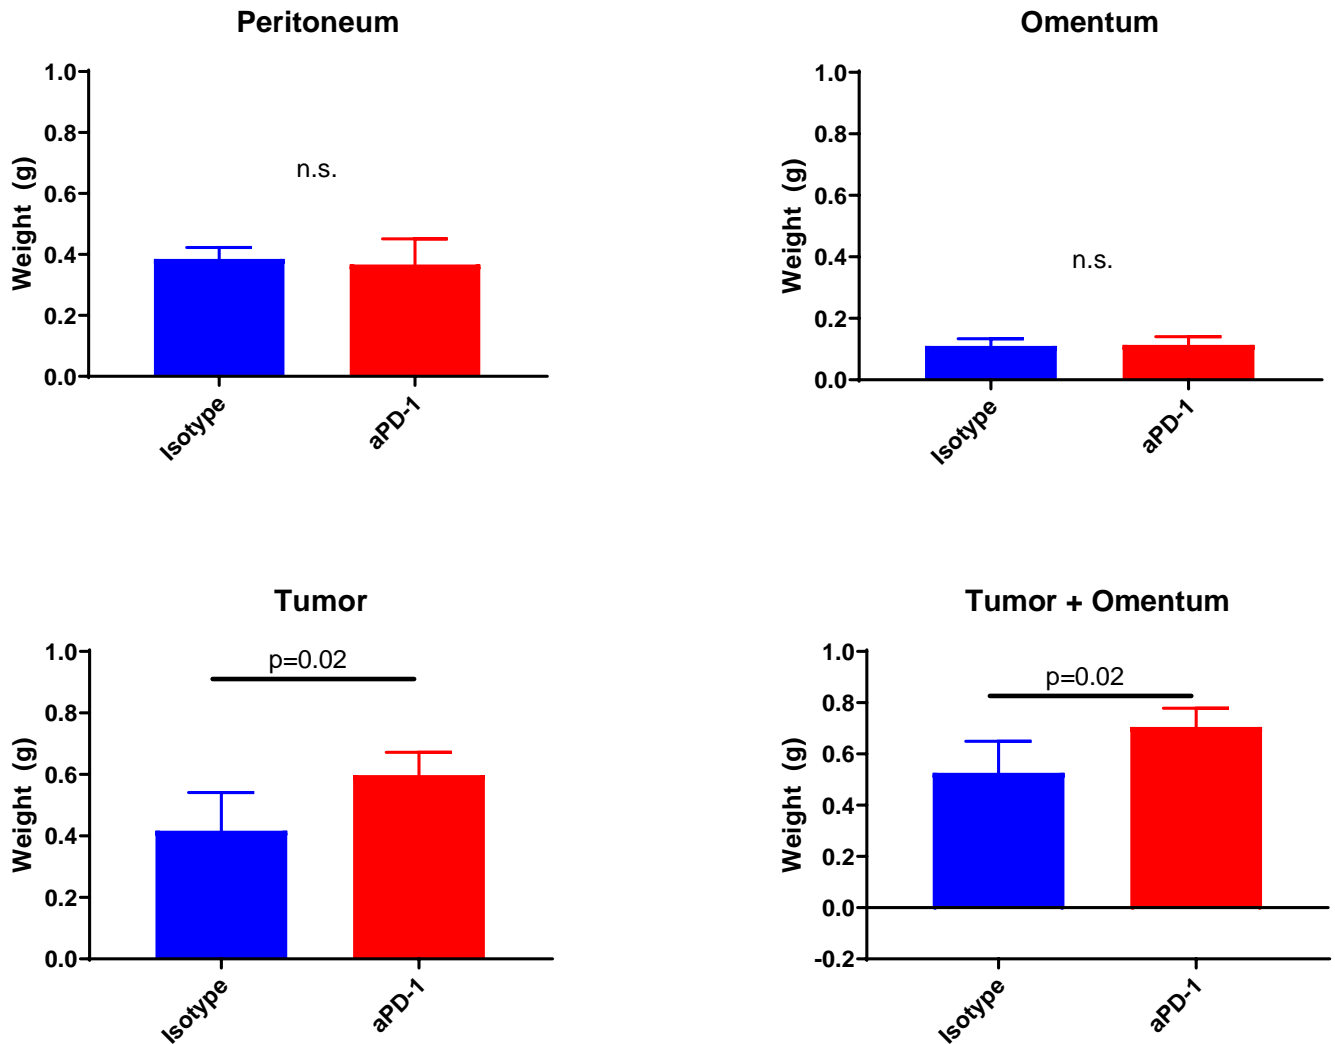 Peritoneum
Weight (g)
1.0
0.8
0.6
0.4
0.2
0.0
n.s.
Isotype
aPD-1
Omentum
Weight (g)
1.0
0.8
0.6
0.4
0.2
0.0
n.s.
Isotype
aPD-1
Tumor
Weight (g)
1.0
0.8
0.6
0.4
0.2
0.0
p=0.02
Isotype
aPD-1
Tumor + Omentum
Weight (g)
1.0
0.8
0.6
0.4
0.2
0.0
-0.2
p=0.02
Isotype
aPD-1